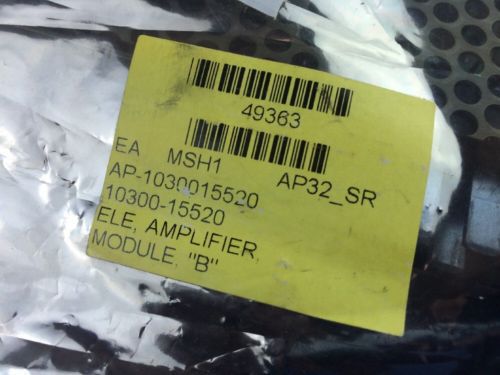 49363
EA MSH1 AP32_SR
AP-1030015520
10300-15520
ELE, AMPLIFIER,
MODULE, "B"